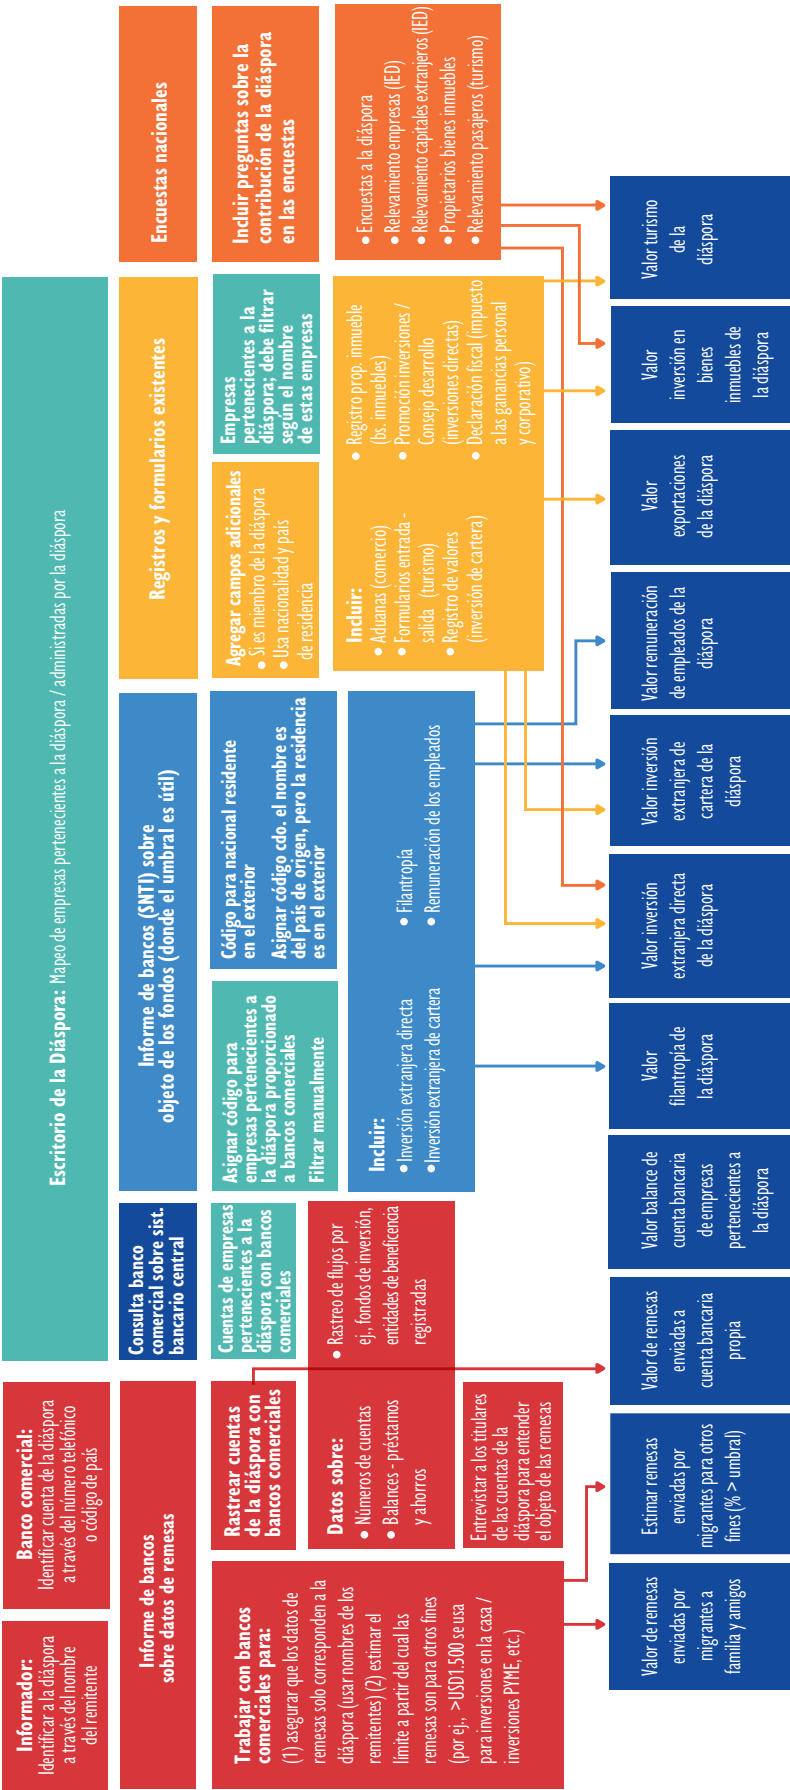 Informador:
Identificar a la diáspora
a través del nombre
del remitente
Banco comercial:
Identificar cuenta de la diáspora
a través del número telefónico
o código de país
Escritorio de la Diáspora: Mapeo de empresas pertenecientes a la diáspora / administradas por la diáspora
Informe de bancos
sobre datos de remesas
Consulta banco
comercial sobre sist.
bancario central
Informe de bancos (SNTI) sobre
objeto de los fondos (donde el umbral es útil)
Registros y formularios existentes
Encuestas nacionales
Trabajar con bancos
comerciales para:
(1) asegurar que los datos de
remesas solo corresponden a la
diáspora (usar nombres de los
remitentes) (2) estimar el
límite a partir del cual las
remesas son para otros fines
(por ej., >USD1.500 se usa
para inversiones en la casa /
inversiones PYME, etc.)
Rastrear cuentas
de la diáspora con
bancos comerciales
Cuentas de empresas
pertenecientes a la
diáspora con bancos
comerciales
Asignar código para
empresas pertenecientes a
la diáspora proporcionado
a bancos comerciales
Filtrar manualmente
Código para nacional residente
en el exterior
Asignar código cdo. el nombre es
del país de origen, pero la residencia
es en el exterior
Agregar campos adicionales
● Si es miembro de la diáspora
● Usa nacionalidad y país
de residencia
Empresas
pertenecientes a la
diáspora; debe filtrar
según el nombre
de estas empresas
Incluir preguntas sobre la
contribución de la diáspora
en las encuestas
Datos sobre:
● Números de cuentas
● Balances - préstamos
y ahorros
● Rastreo de flujos por
ej., fondos de inversión,
entidades de beneficencia
registradas
Entrevistar a los titulares
de las cuentas de la
diáspora para entender
el objeto de las remesas
Incluir:
● Inversión extranjera directa
● Inversión extranjera de cartera
● Filantropía
● Remuneración de los empleados
Incluir:
● Aduanas (comercio)
● Formularios entrada -
salida (turismo)
● Registro de valores
(inversión de cartera)
● Registro prop. inmueble
(bs. inmuebles)
● Promoción inversiones /
Consejo desarrollo
(inversiones directas)
● Declaración fiscal (impuesto
a las ganancias personal
y corporativo)
● Encuestas a la diáspora
● Relevamiento empresas (IED)
● Relevamiento capitales extranjeros (IED)
● Propietarios bienes inmuebles
● Relevamiento pasajeros (turismo)
Valor de remesas
enviadas por
migrantes a
familia y amigos
Estimar remesas
enviadas por
migrantes para otros
fines (% > umbral)
Valor de remesas
enviadas a
cuenta bancaria
propia
Valor balance de
cuenta bancaria
de empresas
pertenecientes a
la diáspora
Valor
filantropía de
la diáspora
Valor inversión
extranjera directa
de la diáspora
Valor inversión
extranjera de
cartera de la
diáspora
Valor remuneración
de empleados de la
diáspora
Valor
exportaciones
de la diáspora
Valor
inversión en
bienes
inmuebles de
la diáspora
Valor turismo
de la
diáspora